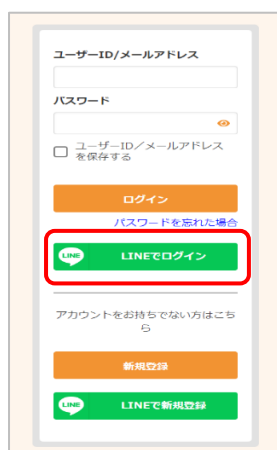 ユーザーID/メールアドレス
パスワード
ユーザーID/メールアドレス
を保存する
ログイン
パスワードを忘れた場合
LINE LINEでログイン
アカウントをお持ちでない方はこち
ら
新規登録
LINE LINEで新規登録